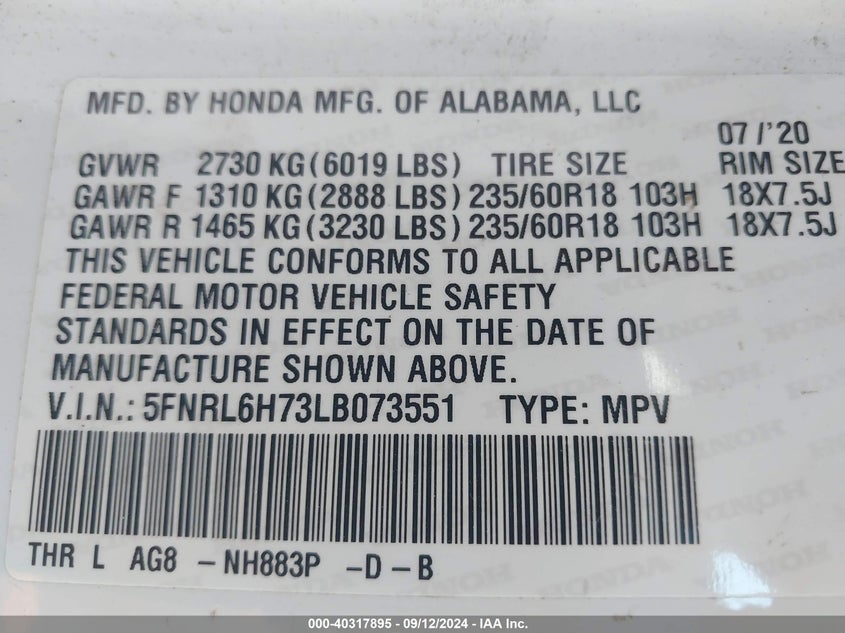 MFD. BY HONDA MFG. OF ALABAMA, LLC
07/'20
GVWR 2730 KG(6019 LBS) TIRE SIZE RIM SIZE
GAWR F 1310 KG(2888 LBS) 235/60R18 103H 18X7.5J
GAWR R 1465 KG(3230 LBS) 235/60R18 103H 18X7.5J
THIS VEHICLE CONFORMS TO ALL APPLICABLE
FEDERAL MOTOR VEHICLE SAFETY
STANDARDS IN EFFECT ON THE DATE OF
MANUFACTURE SHOWN ABOVE.
V.I.N.: 5FNRL6H73LB073551 TYPE: MPV
THR L AG8 -NH883P -D-B
000-40317895 - 09/12/2024 - IAA Inc.